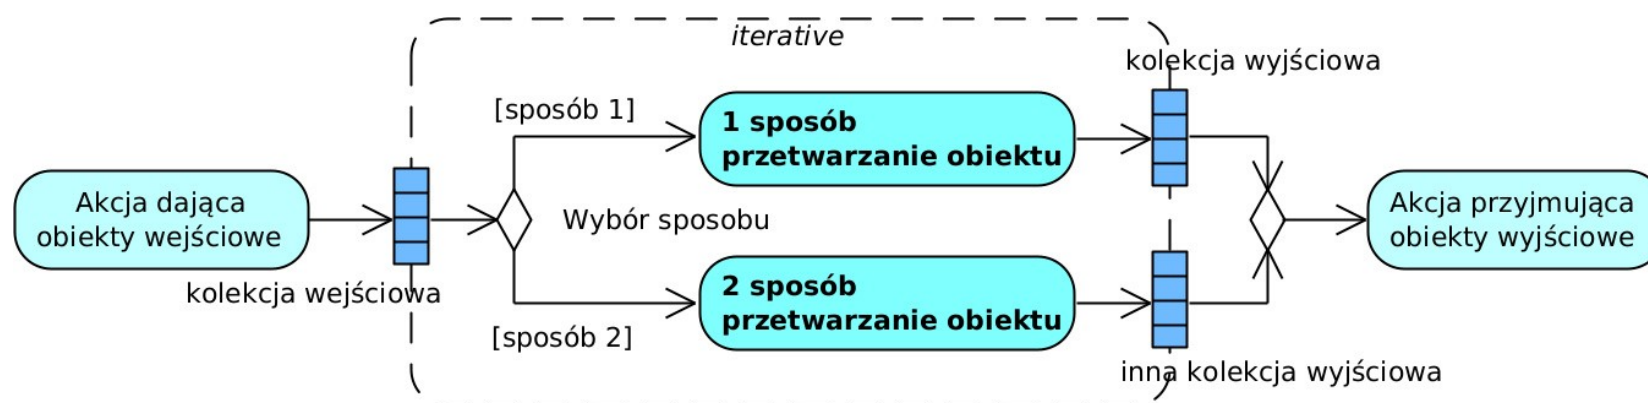 iterative
kolekcja wyjściowa
[sposób 1]
1 sposób
przetwarzanie obiektu
Akcja dająca
obiekty wejściowe
Wybór sposobu
Akcja przyjmująca
obiekty wyjściowe
kolekcja wejściowa
2 sposób
przetwarzanie obiektu
[sposób 2]
inna kolekcja wyjściowa